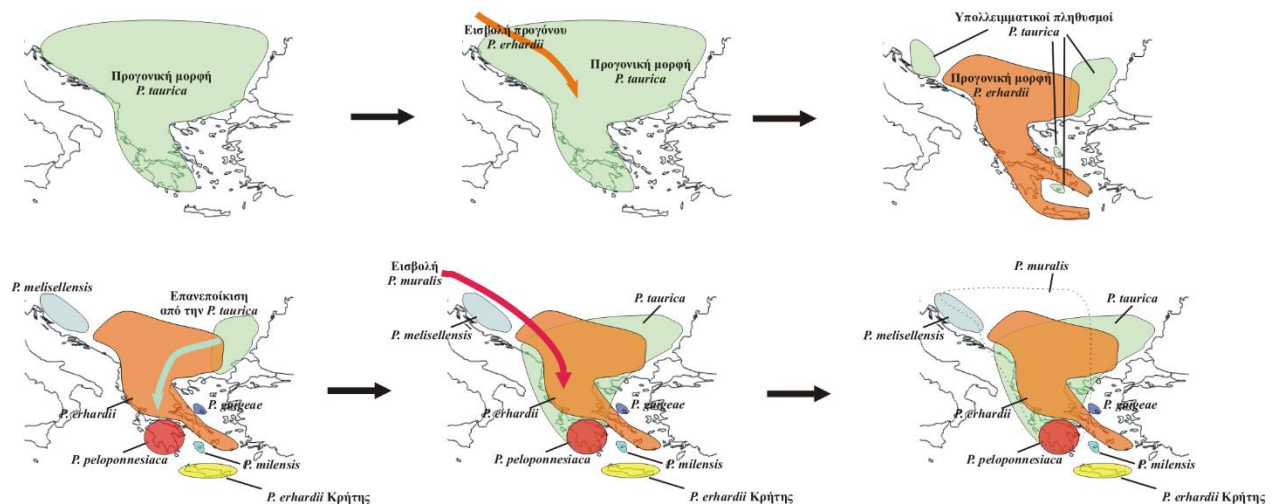 Προγονική μορφή
P. taurica
Εισβολή προγόνου
P. erhardii
Προγονική μορφή
P. taurica
Υπολλειμματικοί πληθυσμοί
P. taurica
Προγονική μορφή
P. erhardii
P. melisellensis
Επανεποίκιση
από την P. taurica
P. erhardii
P. gaigeae
P. peloponnesiaca
P. milensis
P. erhardii Κρήτης
Εισβολή
P. muralis
P. taurica
P. melisellensis
P. erhardii
P. gaigeae
P. peloponnesiaca
P. milensis
P. erhardii Κρήτης
P. muralis
P. taurica
P. melisellensis
P. erhardii
P. gaigeae
P. peloponnesiaca
P. milensis
P. erhardii Κρήτης